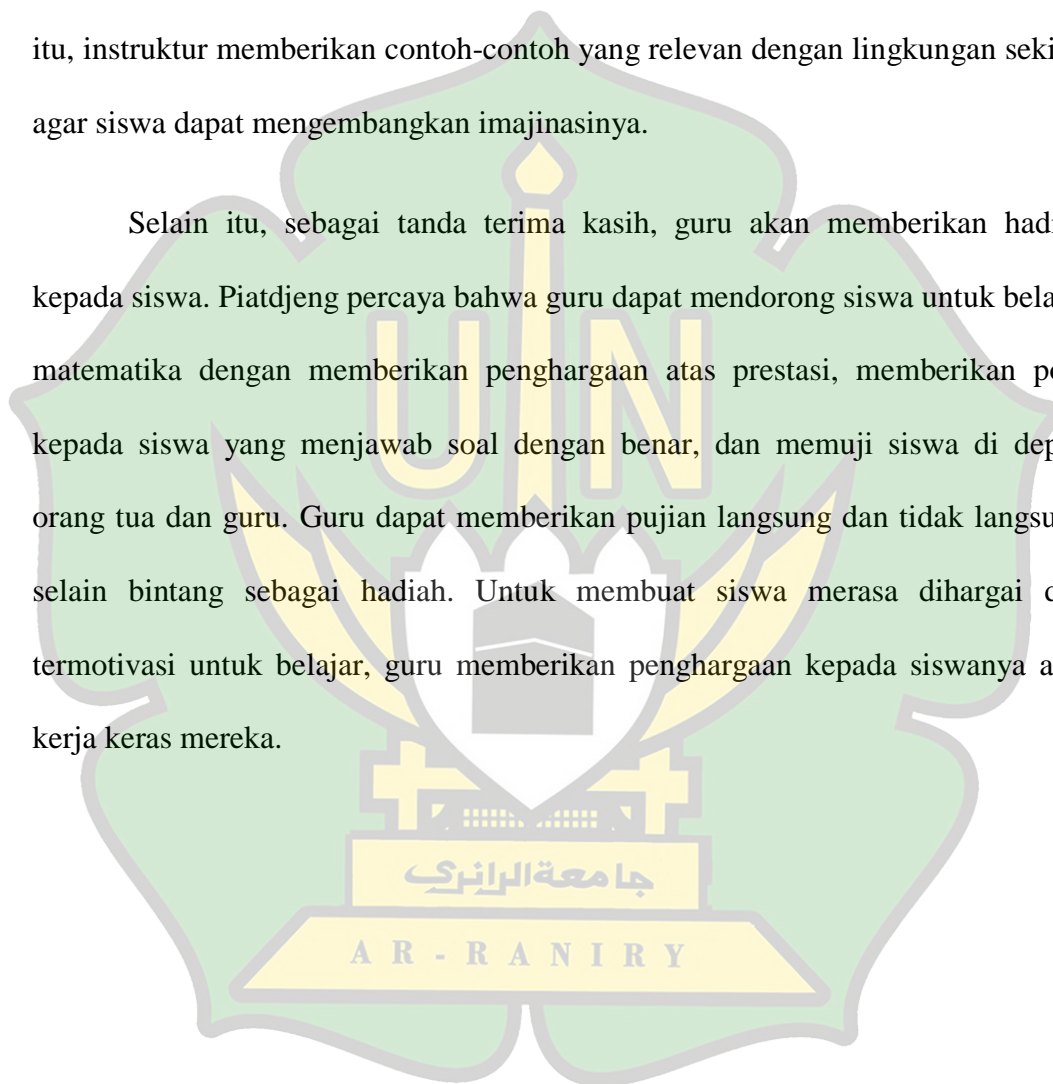 itu, instruktur memberikan contoh-contoh yang relevan dengan lingkungan seki
agar siswa dapat mengembangkan imajinasinya.
Selain itu, sebagai tanda terima kasih, guru akan memberikan hadi
kepada siswa. Piatdjeng percaya bahwa guru dapat mendorong siswa untuk bela
matematika dengan memberikan penghargaan atas prestasi, memberikan po
kepada siswa yang menjawab soal dengan benar, dan memuji siswa di dep
orang tua dan guru. Guru dapat memberikan pujian langsung dan tidak langsu
selain bintang sebagai hadiah. Untuk membuat siswa merasa dihargai d
termotivasi untuk belajar, guru memberikan penghargaan kepada siswanya a
kerja keras mereka.
UIN
جامعة الرانري
AR-RANIRY